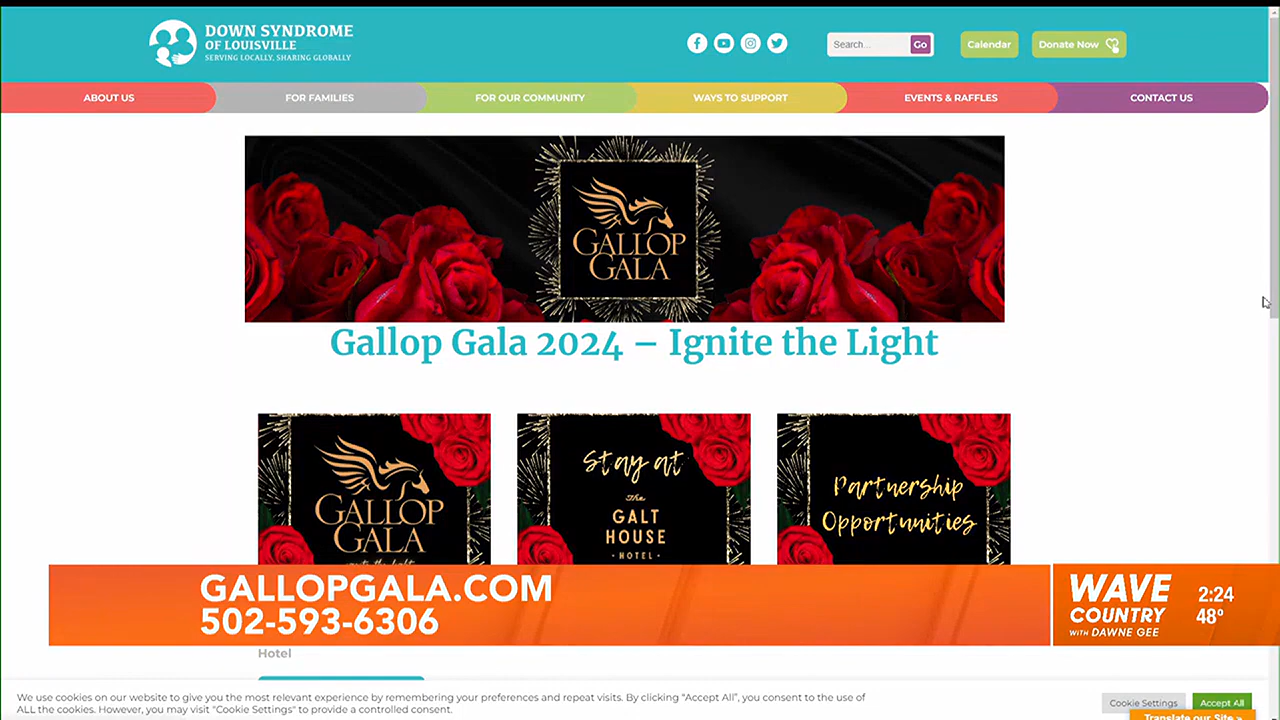 DOWN SYNDROME
OF LOUISVILLE
SERVING LOCALLY, SHARING GLOBALLY
Search...
Go
Calendar
Donate Now
ABOUT US
FOR FAMILIES
FOR OUR COMMUNITY
WAYS TO SUPPORT
EVENTS & RAFFLES
CONTACT US
GALLOP
GALA
Gallop Gala 2024 – Ignite the Light
GALLOP
GALA
Stay at
The
GALT
HOUSE
• HOTEL •
Partnership
Opportunities
GALLOPGALA.COM
502-593-6306
WAVE
COUNTRY
WITH DAWNE GEE
2:24
48°
Hotel
We use cookies on our website to give you the most relevant experience by remembering your preferences and repeat visits. By clicking “Accept All”, you consent to the use of
ALL the cookies. However, you may visit "Cookie Settings" to provide a controlled consent.
Cookie Settings
Accept All
Translate our Site »